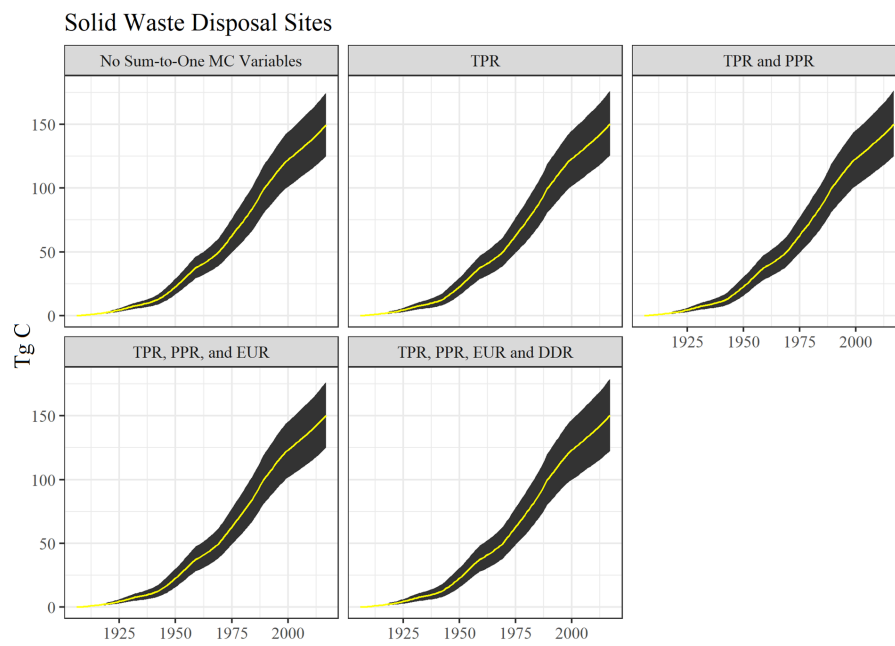 Solid Waste Disposal Sites
No Sum-to-One MC Variables
TPR
TPR and PPR
150
100
50
0
1925 1950 1975 2000
Tg C
TPR, PPR, and EUR
TPR, PPR, EUR and DDR
150
100
50
0
1925 1950 1975 2000
1925 1950 1975 2000